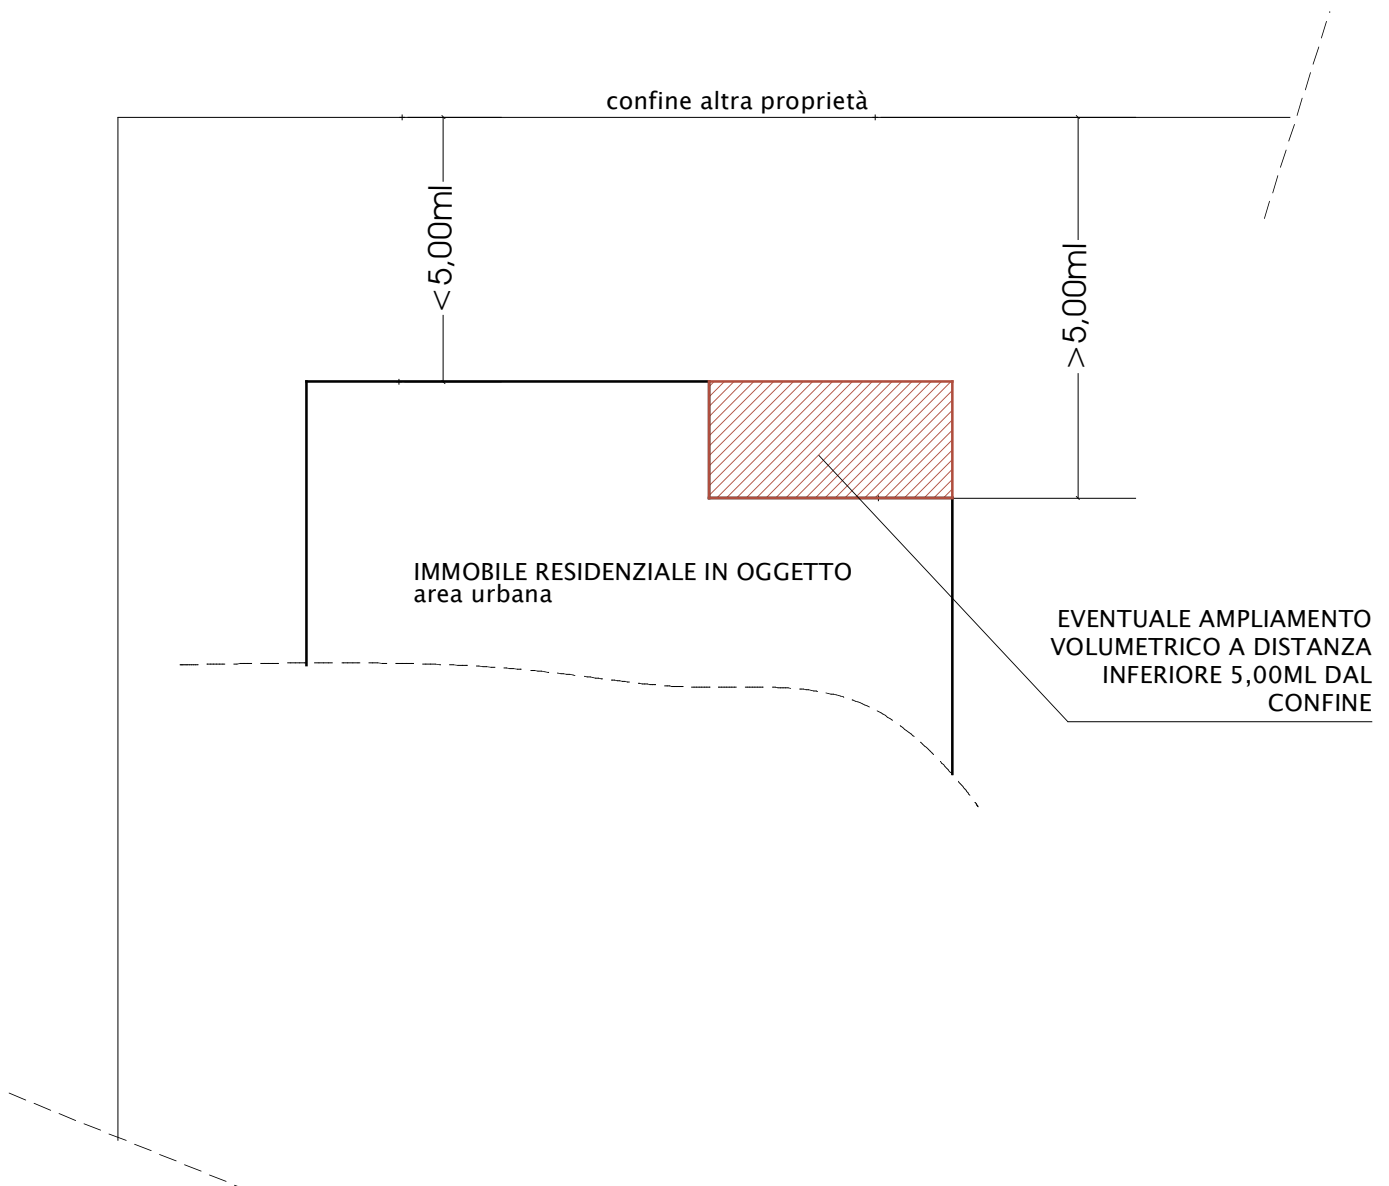 confine altra proprietà
<5,00ml
>5,00ml
IMMOBILE RESIDENZIALE IN OGGETTO
area urbana
EVENTUALE AMPLIAMENTO
VOLUMETRICO A DISTANZA
INFERIORE 5,00ML DAL
CONFINE